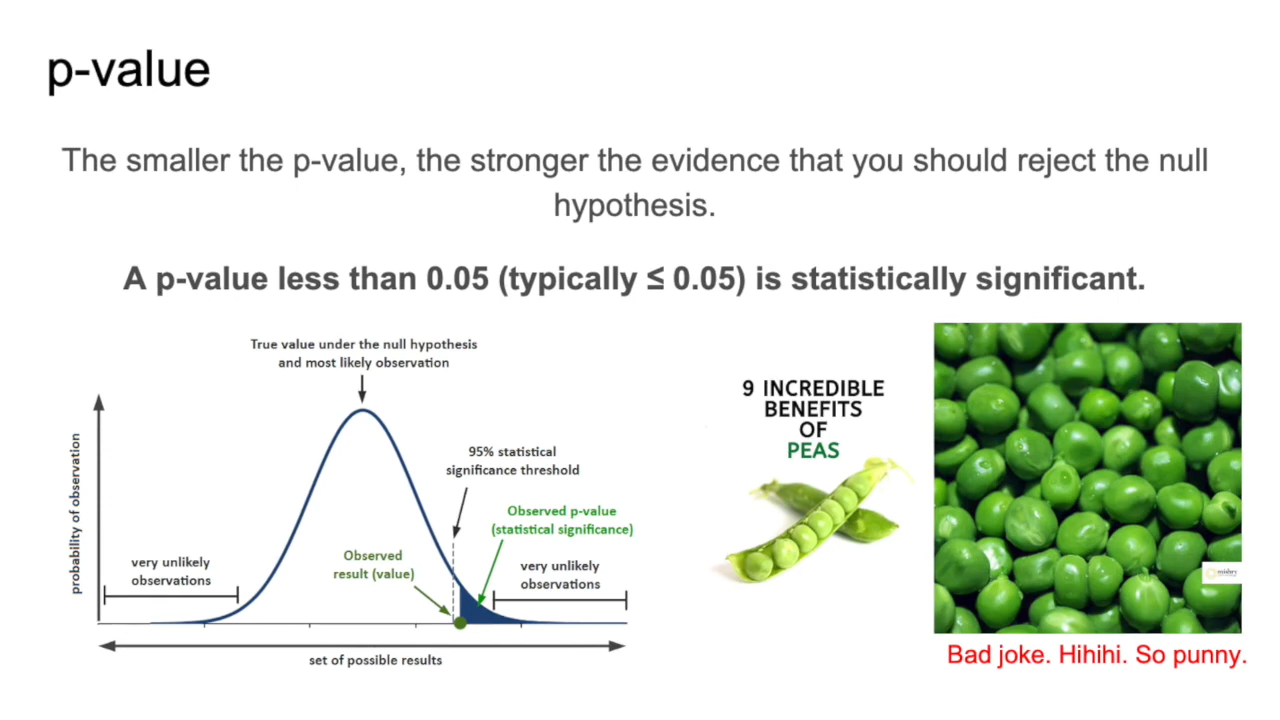 p-value
The smaller the p-value, the stronger the evidence that you should reject the null
hypothesis.
A p-value less than 0.05 (typically ≤ 0.05) is statistically significant.
True value under the null hypothesis
and most likely observation
probability of observation
very unlikely
observations
Observed
result (value)
95% statistical
significance threshold
Observed p-value
(statistical significance)
very unlikely
observations
set of possible results
9 INCREDIBLE
BENEFITS
OF
PEAS
mishry
Bad joke. Hihihi. So punny.